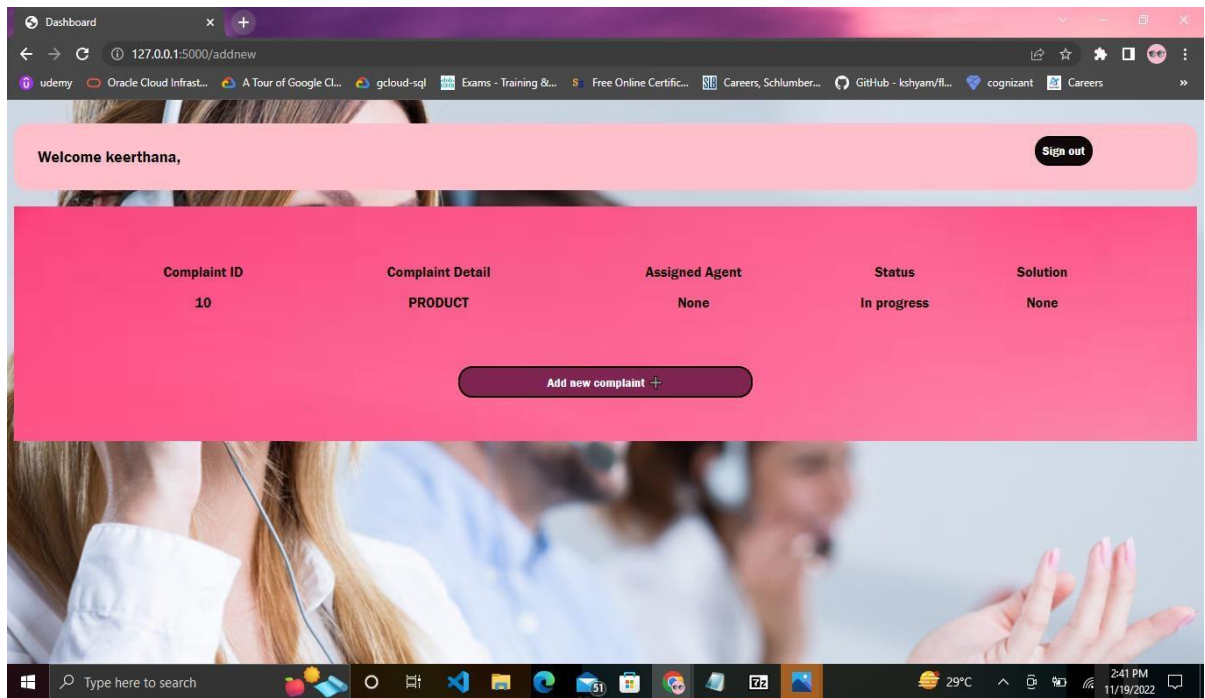 Dashboard
127.0.0.1:5000/addnew
udemy Oracle Cloud Infrast... A Tour of Google Cl... gcloud-sql Exams - Training &... Free Online Certific... Careers, Schlumber... GitHub - kshyam/fl... cognizant Careers »
Welcome keerthana,
Sign out
Complaint ID Complaint Detail Assigned Agent Status Solution
10 PRODUCT None In progress None
Add new complaint +
Type here to search
51
7z
29°C
2:41 PM
11/19/2022